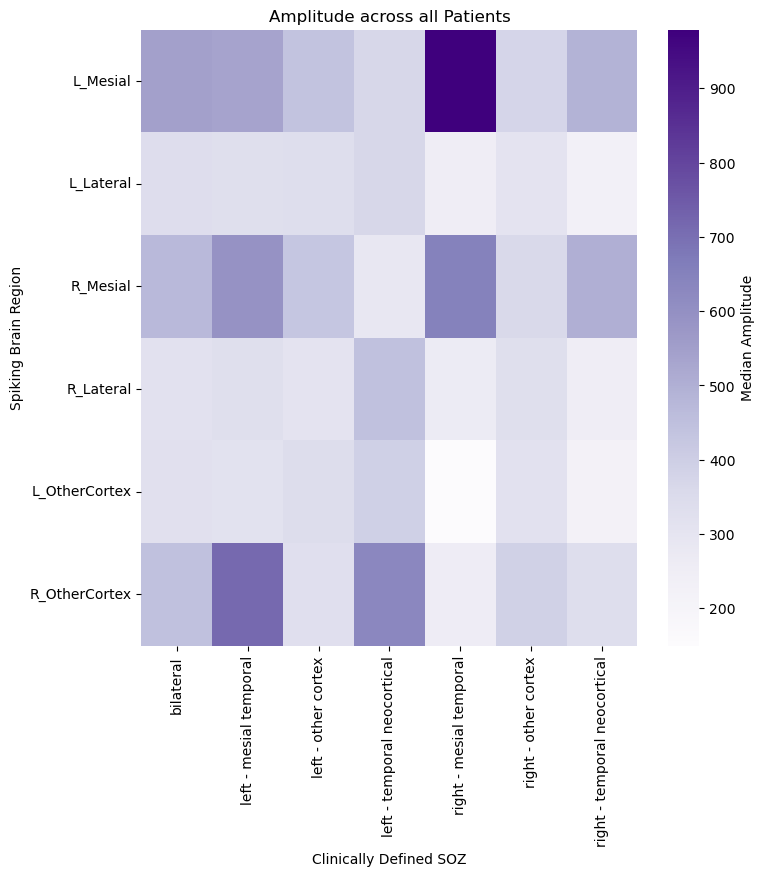 Amplitude across all Patients
Spiking Brain Region
L_Mesial
L_Lateral
R_Mesial
R_Lateral
L_OtherCortex
R_OtherCortex
bilateral
left - mesial temporal
left - other cortex
left - temporal neocortical
right - mesial temporal
right - other cortex
right - temporal neocortical
Clinically Defined SOZ
900
800
700
600
500
400
300
200
Median Amplitude